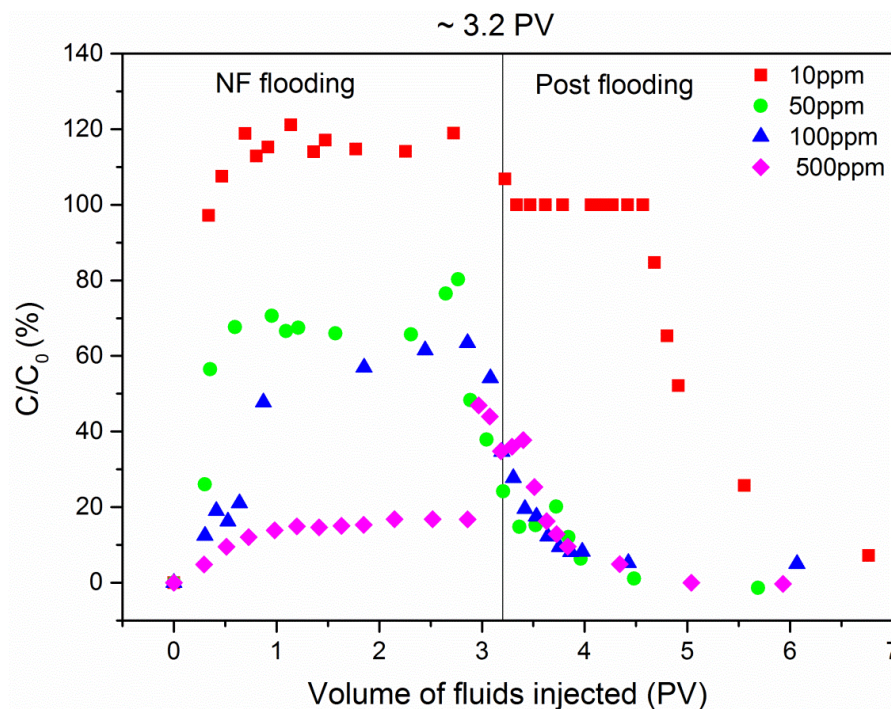 ~ 3.2 PV
NF flooding
Post flooding
10ppm
50ppm
100ppm
500ppm
C/C₀ (%)
140
120
100
80
60
40
20
0
0 1 2 3 4 5 6 7
Volume of fluids injected (PV)